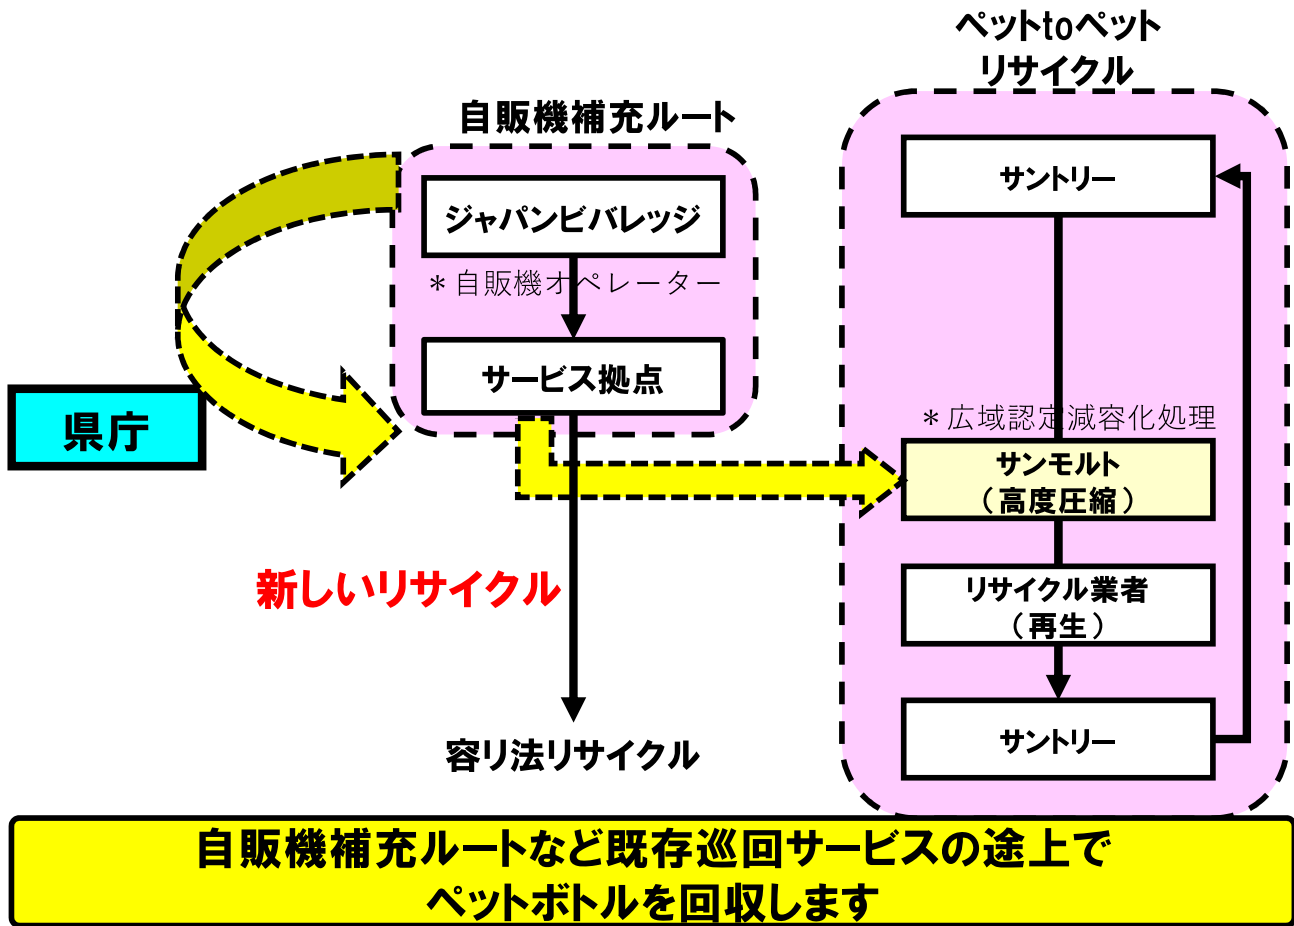 ペットtoペット
リサイクル
自販機補充ルート
サントリー
ジャパンビバレッジ
＊自販機オペレーター
サービス拠点
県庁
＊広域認定減容化処理
サンモルト
（高度圧縮）
新しいリサイクル
リサイクル業者
（再生）
サントリー
容リ法リサイクル
自販機補充ルートなど既存巡回サービスの途上で
ペットボトルを回収します